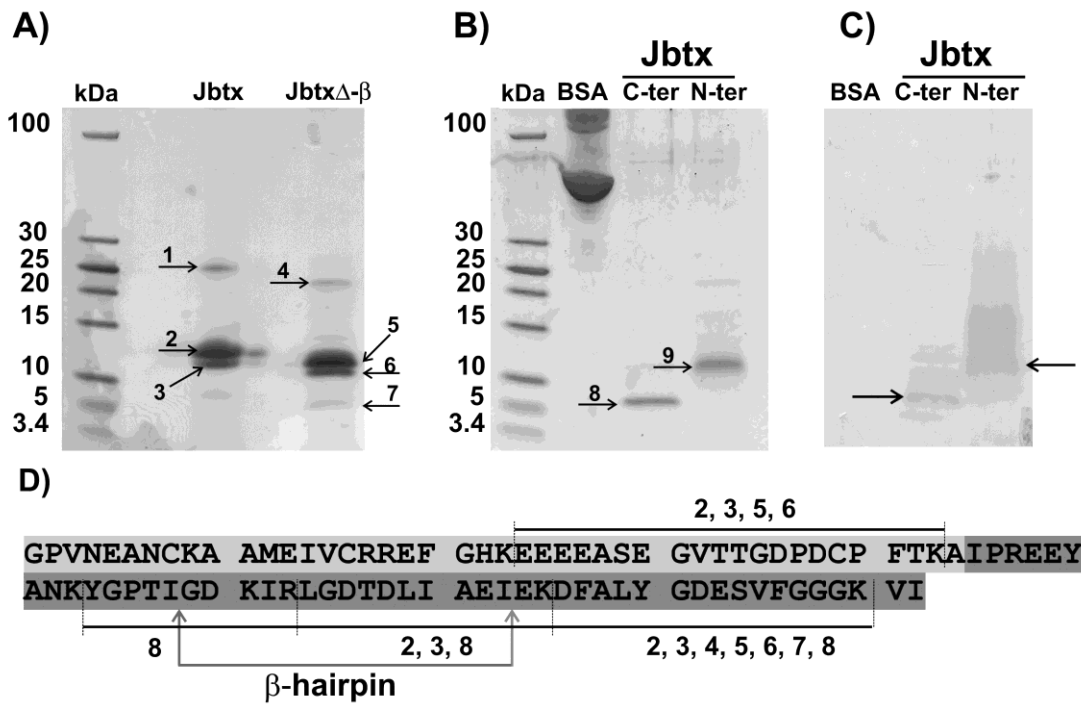 A)
kDa Jbtx JbtxΔ-β
100
30
25
20
15
10
5
3.4
1
2
3
4
5
6
7
B)
Jbtx
kDa BSA C-ter N-ter
100
30
25
20
15
10
5
3.4
8
9
C)
Jbtx
BSA C-ter N-ter
D)
2, 3, 5, 6
GPVNEANCKA AMEIVCRREF GHKEEEEASE GVTTGDPDCP FTKAIPREEY
ANKYGPTIGD KIRLGDTDLI AEIEKDFALY GDESVFGGGK VI
8 2, 3, 8 2, 3, 4, 5, 6, 7, 8
β-hairpin